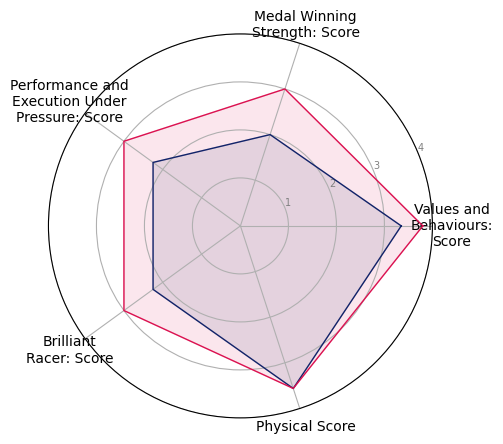 Medal Winning
Strength: Score
Performance and
Execution Under
Pressure: Score
4
3
2
1
Values and
Behaviours:
Score
Brilliant
Racer: Score
Physical Score